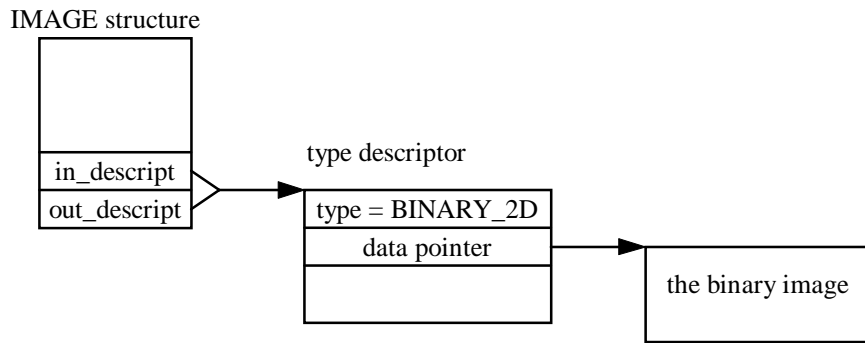 IMAGE structure
in_descript
out_descript
type descriptor
type = BINARY_2D
data pointer
the binary image